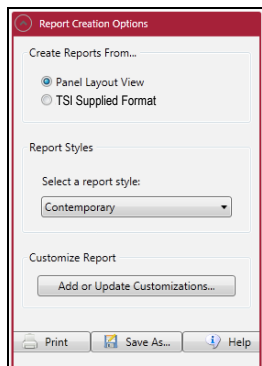 Report Creation Options
Create Reports From...
Panel Layout View
TSI Supplied Format
Report Styles
Select a report style:
Contemporary
Customize Report
Add or Update Customizations...
Print Save As... Help